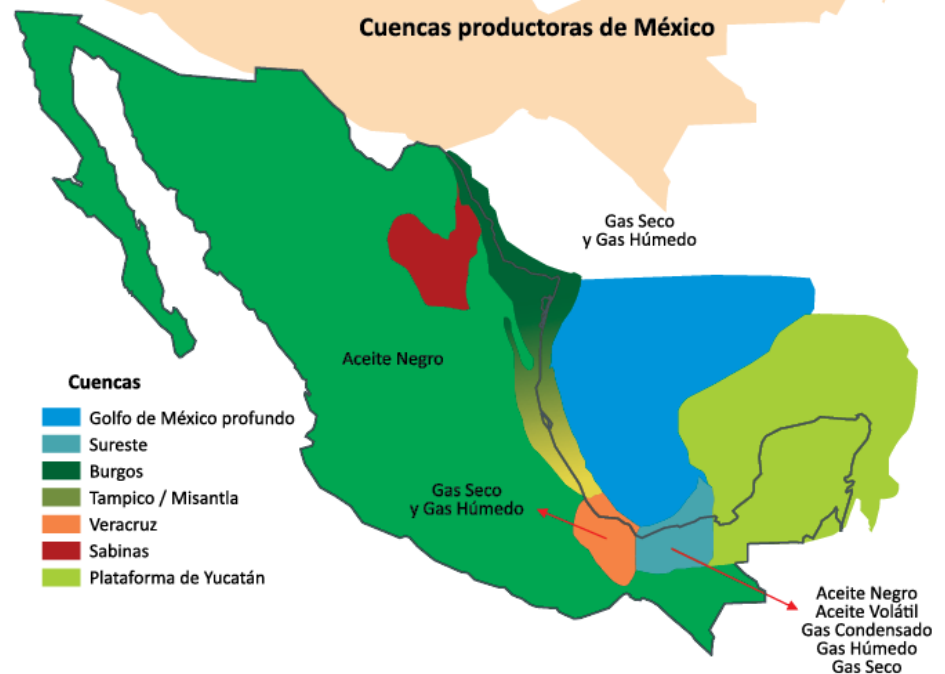 Cuencas productoras de México
Gas Seco
y Gas Húmedo
Aceite Negro
Cuencas
Golfo de México profundo
Sureste
Burgos
Tampico / Misantla
Veracruz
Sabinas
Plataforma de Yucatán
Gas Seco
y Gas Húmedo
Aceite Negro
Aceite Volátil
Gas Condensado
Gas Húmedo
Gas Seco